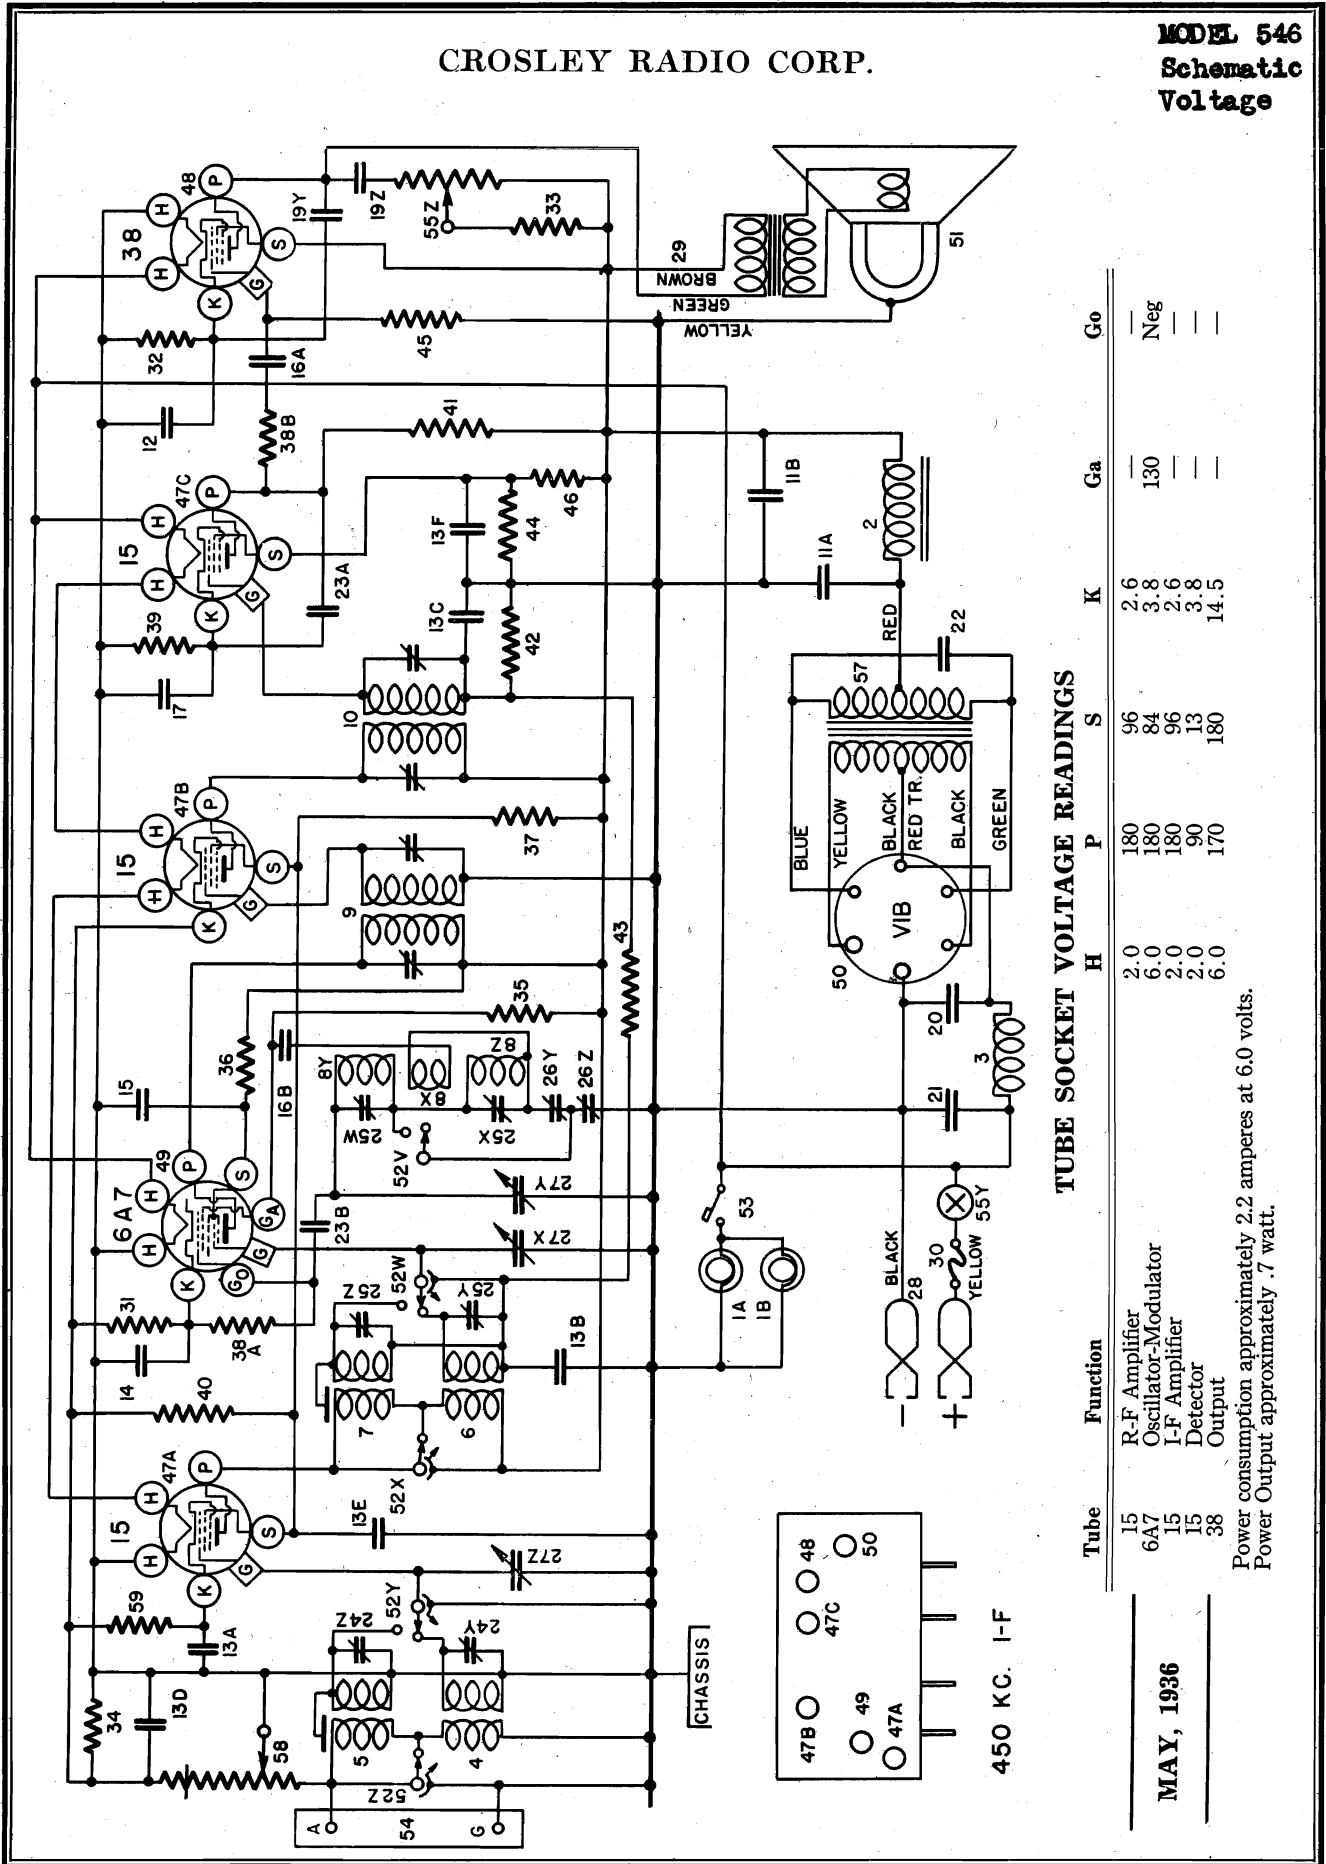 CROSLEY RADIO CORP.
MODEL 546
Schematic
Voltage
38
H
H
48
P
S
G
K
32
12
16A
38B
19Y
19Z
55Z
33
45
29
BROWN
GREEN
YELLOW
51
15
H
H
47C
P
S
G
K
39
17
23A
41
13F
44
46
13C
42
10
11B
11A
2
RED
22
57
15
H
H
47B
P
S
G
K
37
9
43
BLUE
YELLOW
BLACK
RED TR.
BLACK
GREEN
VIB
50
20
21
3
6A7
H
H
49
P
S
GA
G
GO
K
15
36
16B
35
8Y
8X
8Z
25W
25X
26Y
26Z
52V
27Y
27X
23B
31
14
38A
40
25Z
52W
25Y
7
6
52X
13B
53
1A
1B
BLACK
28
30
YELLOW
55Y
−
+
15
H
H
47A
P
S
G
K
59
13A
13E
27Z
34
13D
58
24Z
52Y
24Y
5
4
52Z
A
54
G
CHASSIS
48
50
47C
47B
49
47A
450 KC. I-F
TUBE SOCKET VOLTAGE READINGS
Tube Function H P S K Ga Go
15 R-F Amplifier 2.0 180 96 2.6 — —
6A7 Oscillator-Modulator 6.0 180 84 3.8 130 Neg
15 I-F Amplifier 2.0 180 96 2.6 — —
15 Detector 2.0 90 13 3.8 — —
38 Output 6.0 170 180 14.5 — —
Power consumption approximately 2.2 amperes at 6.0 volts.
Power Output approximately .7 watt.
MAY, 1936